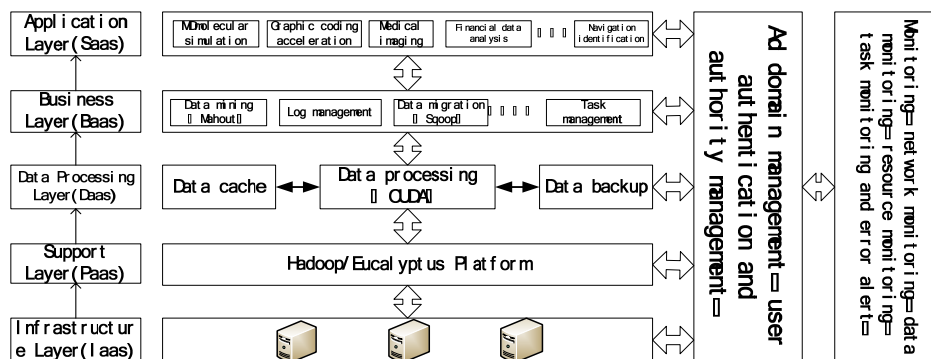 Application
Layer(Saas)
MDmolecular
simulation
Graphic coding
acceleration
Medical
imaging
Financial data
analysis
Navigation
identification
Business
Layer(Baas)
Data mining
Mahout
Log management
Data migration
Sqoop
Task
management
Data Processing
Layer(Daas)
Data cache
Data processing
CUDA
Data backup
Support
Layer(Paas)
Hadoop/Eucalyptus Platform
Infrastructur
e Layer(Iaas)
Ad domain management user
authentication and
authority management
Monitoring network monitoring data
monitoring resource monitoring
task monitoring and error alert